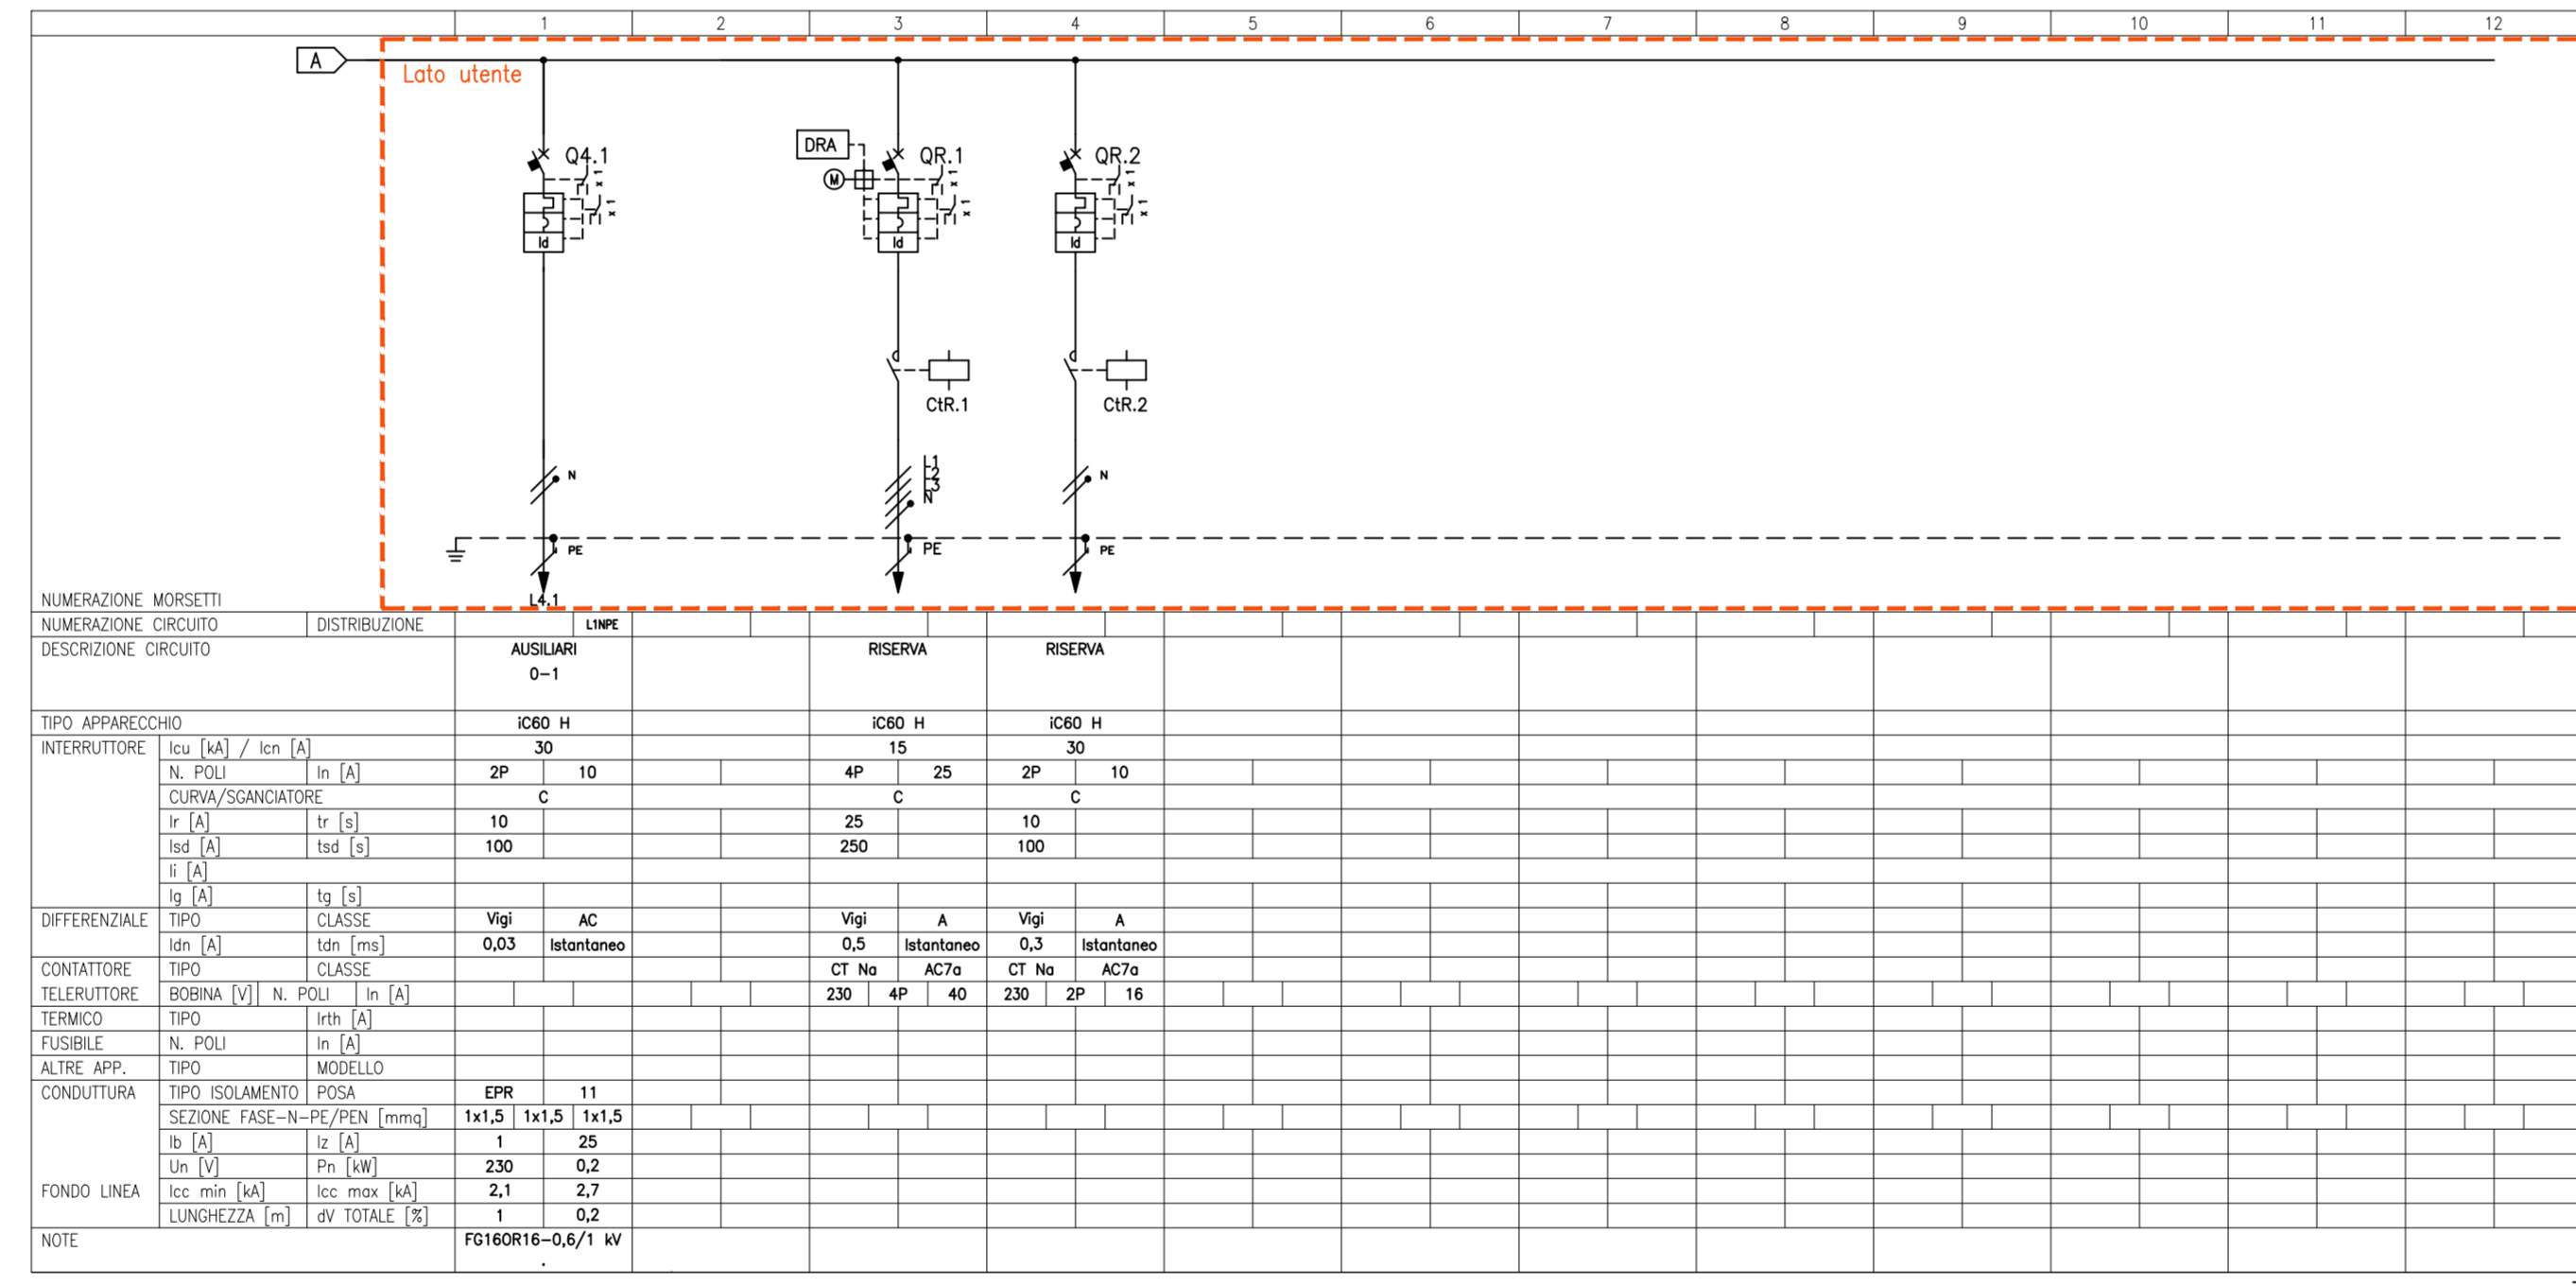 1 2 3 4 5 6 7 8 9 10 11 12
A
Lato utente
DRA
Q4.1 QR.1 QR.2
M
x 1 x 1 x 1
x 1 x 1 x 1
Id Id Id
CtR.1 CtR.2
L1
L2
L3
N N N
PE PE PE
NUMERAZIONE MORSETTI L4.1
NUMERAZIONE CIRCUITO DISTRIBUZIONE L1NPE
DESCRIZIONE CIRCUITO AUSILIARI RISERVA RISERVA
0-1
TIPO APPARECCHIO iC60 H iC60 H iC60 H
INTERRUTTORE Icu [kA] / Icn [A] 30 15 30
N. POLI In [A] 2P 10 4P 25 2P 10
CURVA/SGANCIATORE C C C
Ir [A] tr [s] 10 25 10
Isd [A] tsd [s] 100 250 100
Ii [A]
Ig [A] tg [s]
DIFFERENZIALE TIPO CLASSE Vigi AC Vigi A Vigi A
Idn [A] tdn [ms] 0,03 Istantaneo 0,5 Istantaneo 0,3 Istantaneo
CONTATTORE TIPO CLASSE CT Na AC7a CT Na AC7a
TELERUTTORE BOBINA [V] N. POLI In [A] 230 4P 40 230 2P 16
TERMICO TIPO Irth [A]
FUSIBILE N. POLI In [A]
ALTRE APP. TIPO MODELLO
CONDUTTURA TIPO ISOLAMENTO POSA EPR 11
SEZIONE FASE-N-PE/PEN [mmq] 1x1,5 1x1,5 1x1,5
Ib [A] Iz [A] 1 25
Un [V] Pn [kW] 230 0,2
FONDO LINEA Icc min [kA] Icc max [kA] 2,1 2,7
LUNGHEZZA [m] dV TOTALE [%] 1 0,2
NOTE FG16OR16-0,6/1 kV
.